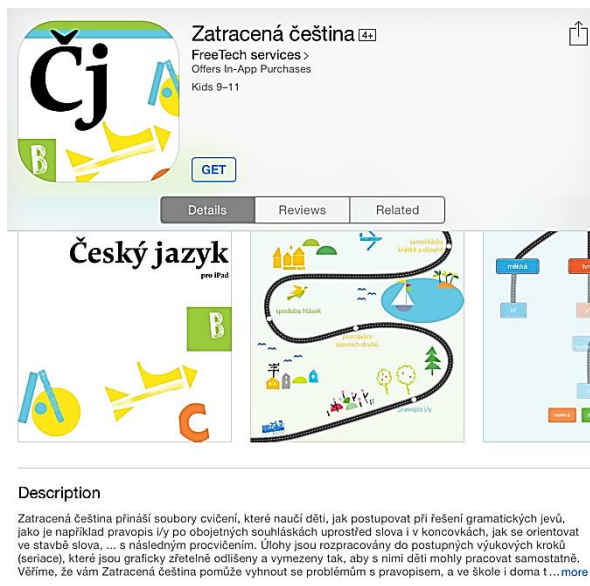 Čj
B
Zatracená čeština 4+
FreeTech services >
Offers In-App Purchases
Kids 9–11
GET
Details
Reviews
Related
Český jazyk
pro iPad
B
C
samohlásky
krátké a dlouhé
spodoba hlásek
poznávání
slovních druhů
pravopis i/y
měkká
i/í
Description
Zatracená čeština přináší soubory cvičení, které naučí děti, jak postupovat při řešení gramatických jevů,
jako je například pravopis i/y po obojetných souhláskách uprostřed slova i v koncovkách, jak se orientovat
ve stavbě slova, ... s následným procvičením. Úlohy jsou rozpracovány do postupných výukových kroků
(seriace), které jsou graficky zřetelně odlišeny a vymezeny tak, aby s nimi děti mohly pracovat samostatně.
Věříme, že vám Zatracená čeština pomůže vyhnout se problémům s pravopisem, a ve škole i doma t ...more